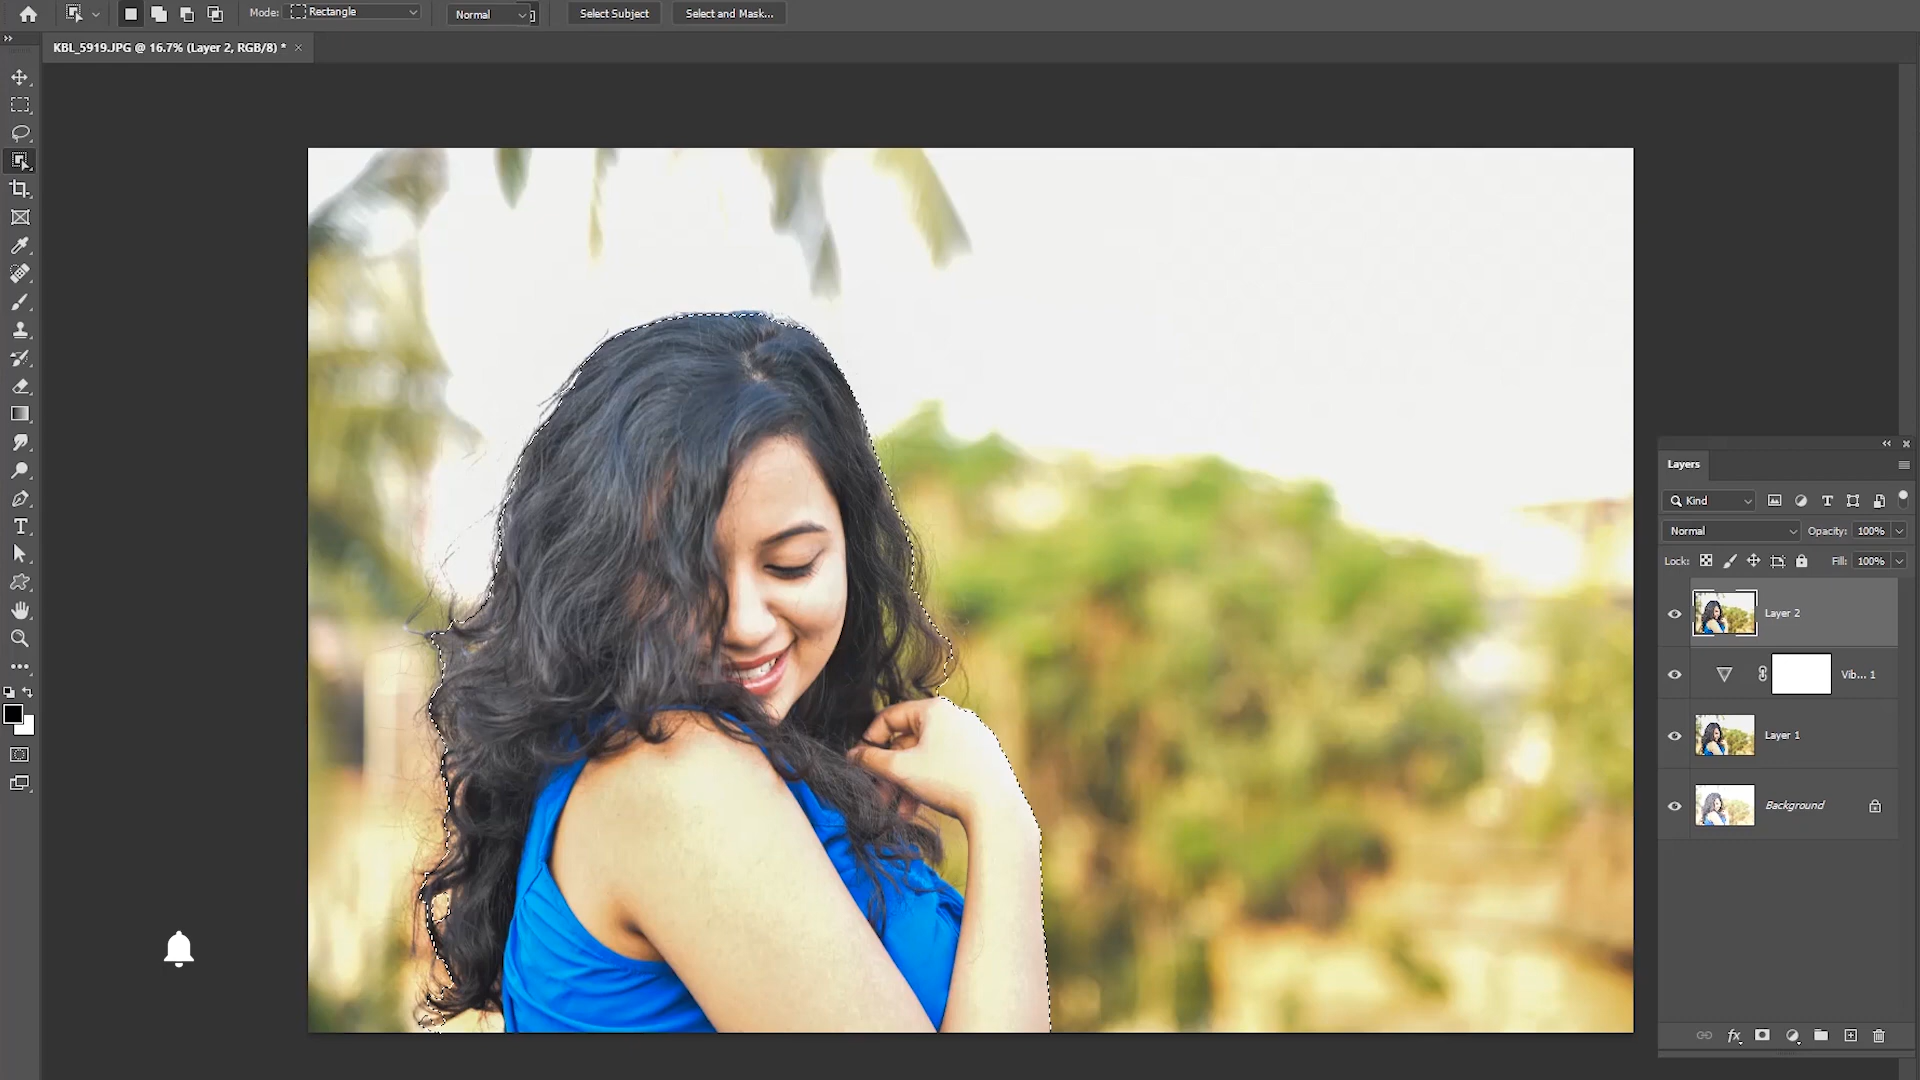 Mode: Rectangle Normal Select Subject Select and Mask...
KBL_5919.JPG @ 16.7% (Layer 2, RGB/8) * ×
Layers
Kind
Normal Opacity: 100%
Lock: Fill: 100%
Layer 2
Vib... 1
Layer 1
Background